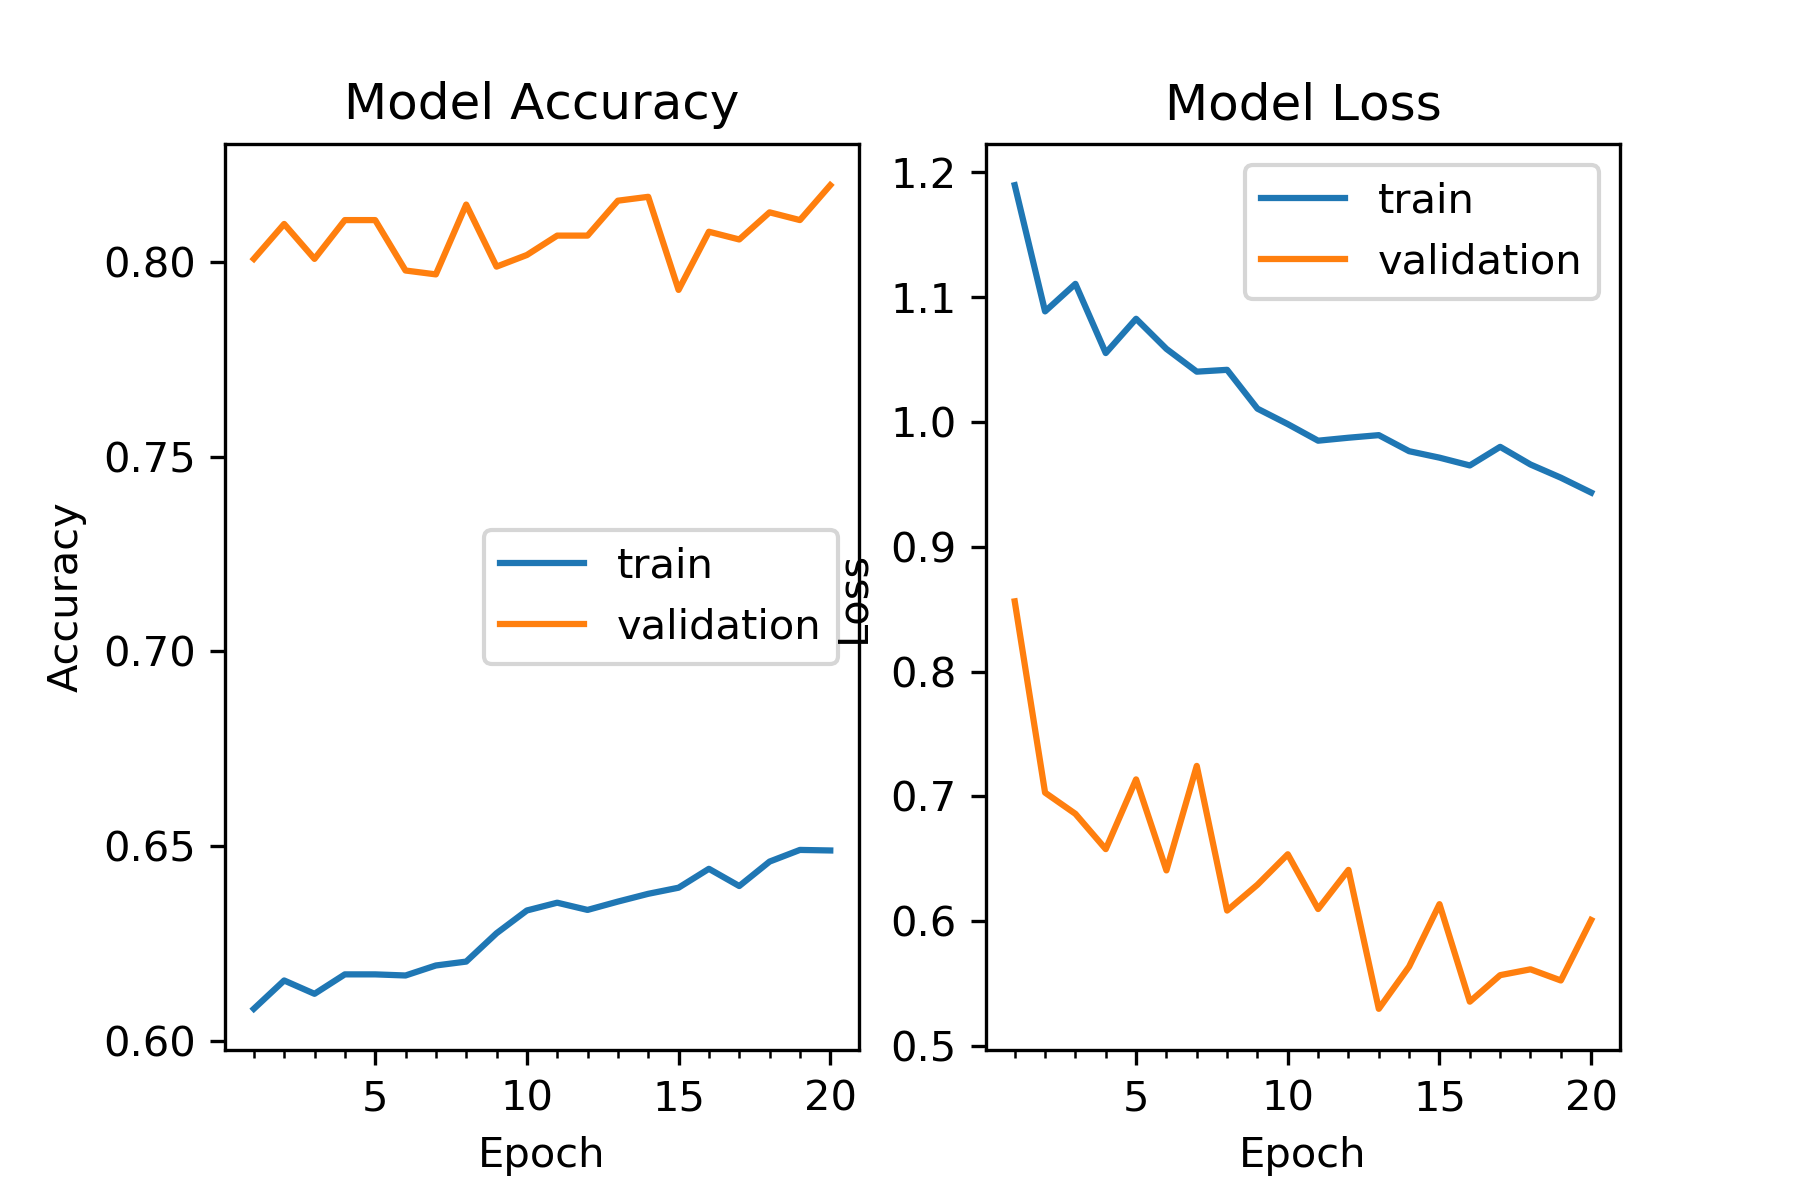 Model Accuracy
Accuracy
0.80
0.75
0.70
0.65
0.60
train
validation
5 10 15 20
Epoch
Model Loss
Loss
1.2
1.1
1.0
0.9
0.8
0.7
0.6
0.5
train
validation
5 10 15 20
Epoch